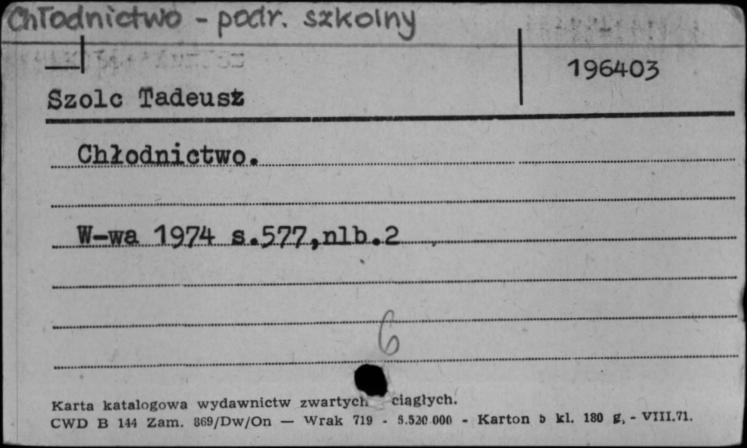 Chłodnictwo - podr. szkolny
196403
Szolc Tadeusz
Chłodnictwo.
W-wa 1974 s.577,nlb.2
6
Karta katalogowa wydawnictw zwartych ciągłych.
CWD B 144 Zam. 869/Dw/On — Wrak 719 - 5.520 000 - Karton b kl. 180 g, - VIII.71.